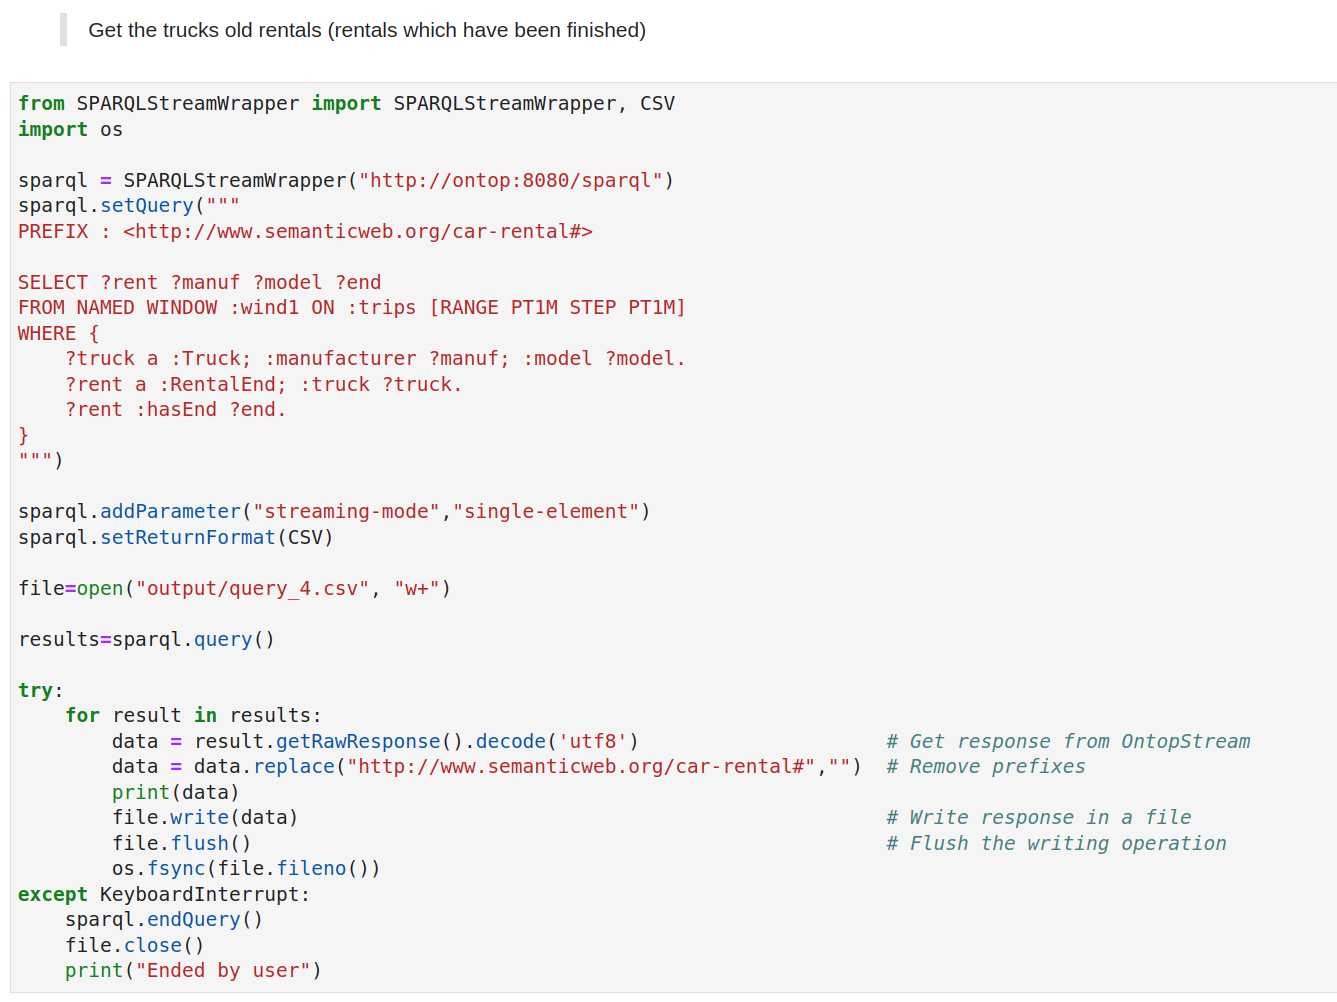 Get the trucks old rentals (rentals which have been finished)
from SPARQLStreamWrapper import SPARQLStreamWrapper, CSV
import os
sparql = SPARQLStreamWrapper("http://ontop:8080/sparql")
sparql.setQuery("""
PREFIX : <http://www.semanticweb.org/car-rental#>
SELECT ?rent ?manuf ?model ?end
FROM NAMED WINDOW :wind1 ON :trips [RANGE PT1M STEP PT1M]
WHERE {
    ?truck a :Truck; :manufacturer ?manuf; :model ?model.
    ?rent a :RentalEnd; :truck ?truck.
    ?rent :hasEnd ?end.
}
""")
sparql.addParameter("streaming-mode","single-element")
sparql.setReturnFormat(CSV)
file=open("output/query_4.csv", "w+")
results=sparql.query()
try:
    for result in results:
        data = result.getRawResponse().decode('utf8')                     # Get response from OntopStream
        data = data.replace("http://www.semanticweb.org/car-rental#","")  # Remove prefixes
        print(data)
        file.write(data)                                                  # Write response in a file
        file.flush()                                                      # Flush the writing operation
        os.fsync(file.fileno())
except KeyboardInterrupt:
    sparql.endQuery()
    file.close()
    print("Ended by user")